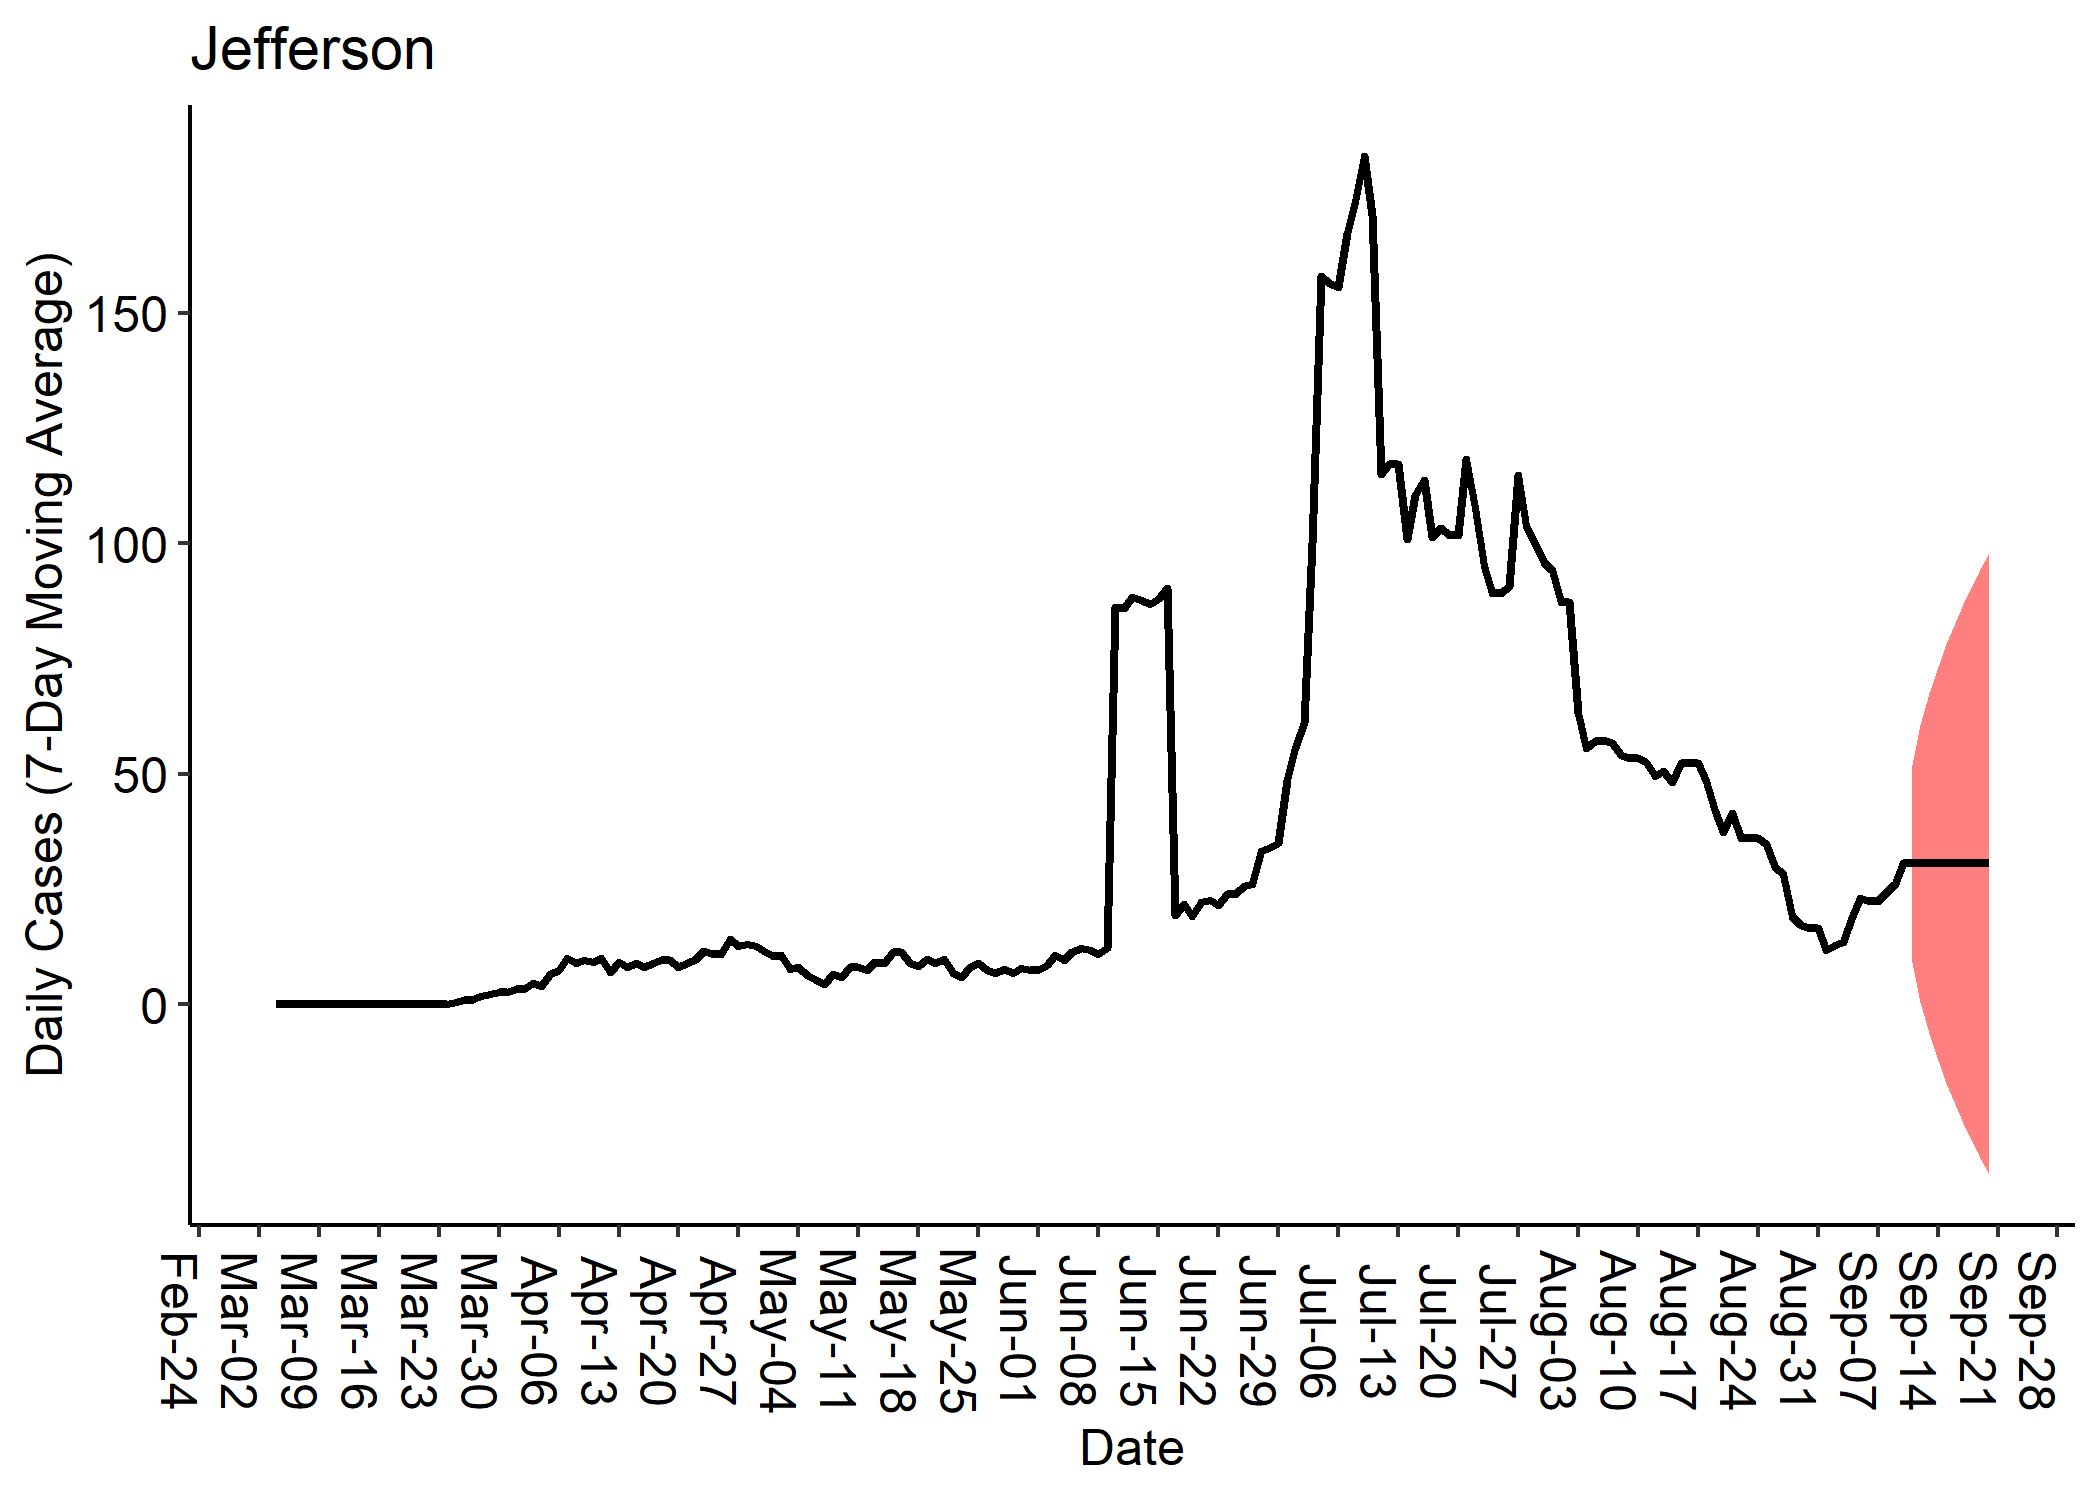 Jefferson
Daily Cases (7-Day Moving Average)
150
100
50
0
Feb-24
Mar-02
Mar-09
Mar-16
Mar-23
Mar-30
Apr-06
Apr-13
Apr-20
Apr-27
May-04
May-11
May-18
May-25
Jun-01
Jun-08
Jun-15
Jun-22
Jun-29
Jul-06
Jul-13
Jul-20
Jul-27
Aug-03
Aug-10
Aug-17
Aug-24
Aug-31
Sep-07
Sep-14
Sep-21
Sep-28
Date